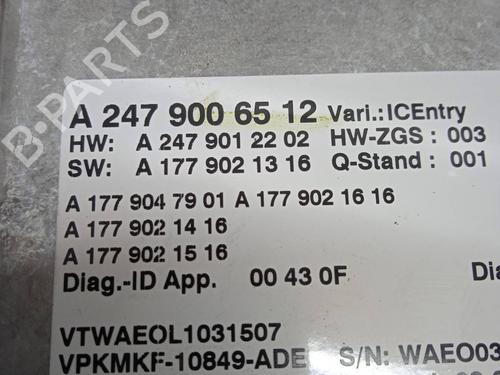 B-PARTS
A 247 900 65 12 Vari.:ICEntry
HW: A 247 901 22 02 HW-ZGS : 003
SW: A 177 902 13 16 Q-Stand : 001
A 177 904 79 01 A 177 902 16 16
A 177 902 14 16
A 177 902 15 16
Diag.-ID App. 00 43 0F Dia
VTWAEOL1031507
VPKMKF-10849-ADE S/N: WAEO03